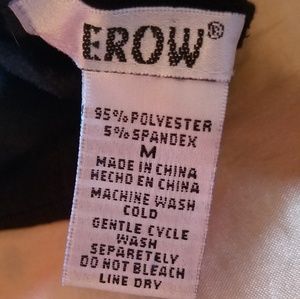 EROW®
95% POLYESTER
5% SPANDEX
M
MADE IN CHINA
HECHO EN CHINA
MACHINE WASH
COLD
GENTLE CYCLE
WASH
SEPARETELY
DO NOT BLEACH
LINE DRY